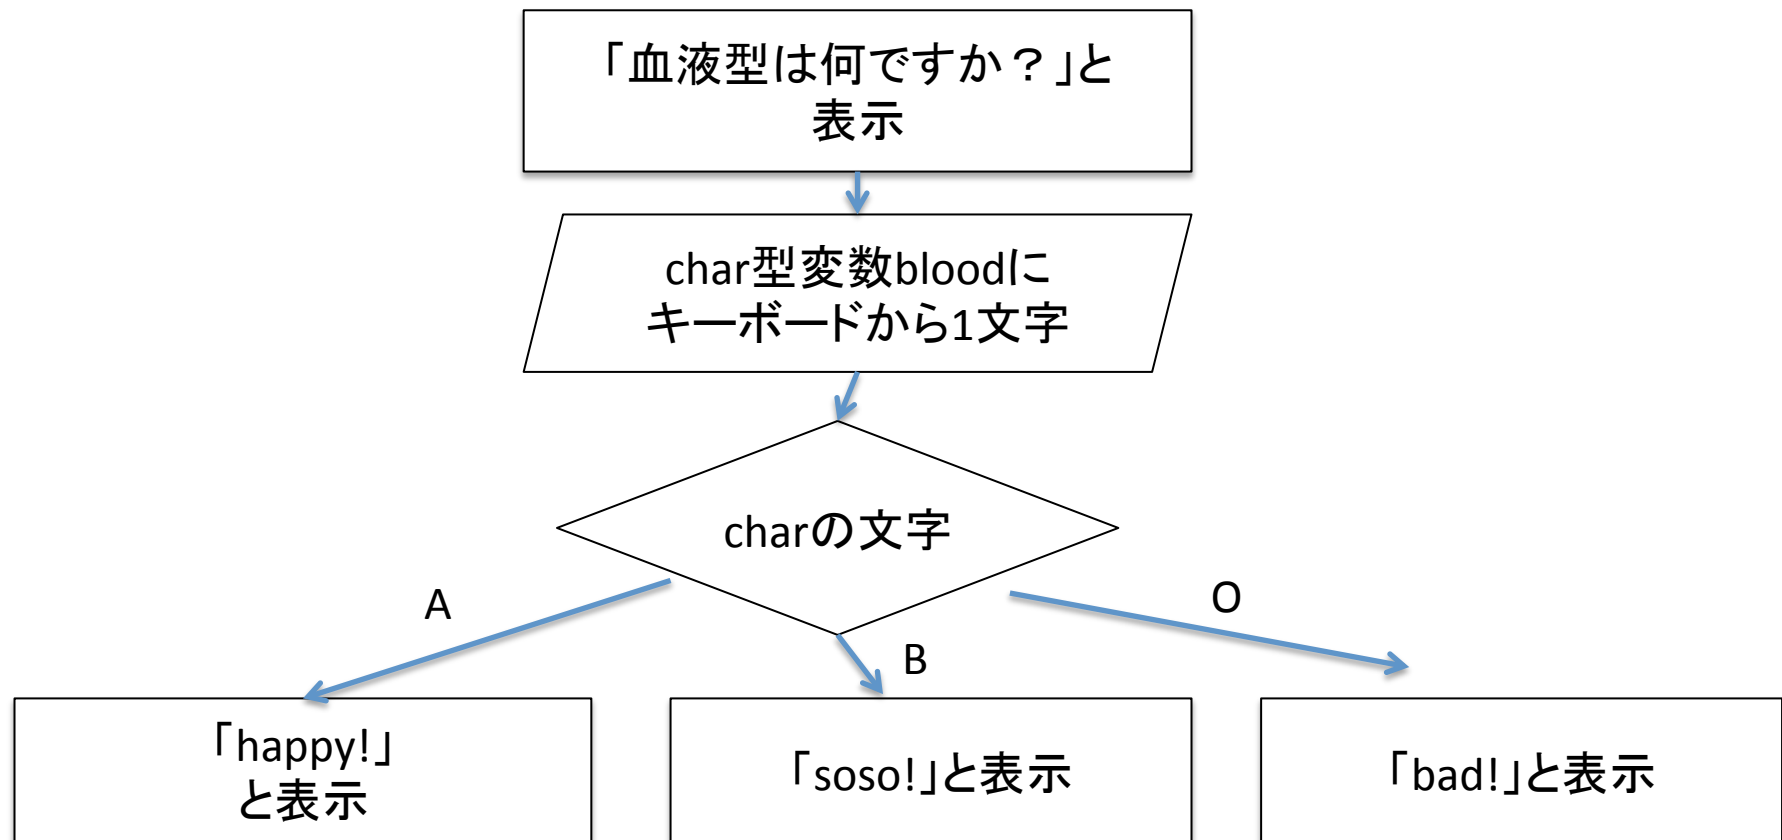 「血液型は何ですか？」と
表示
char型変数bloodに
キーボードから1文字
charの文字
A
B
O
「happy!」
と表示
「soso!」と表示
「bad!」と表示